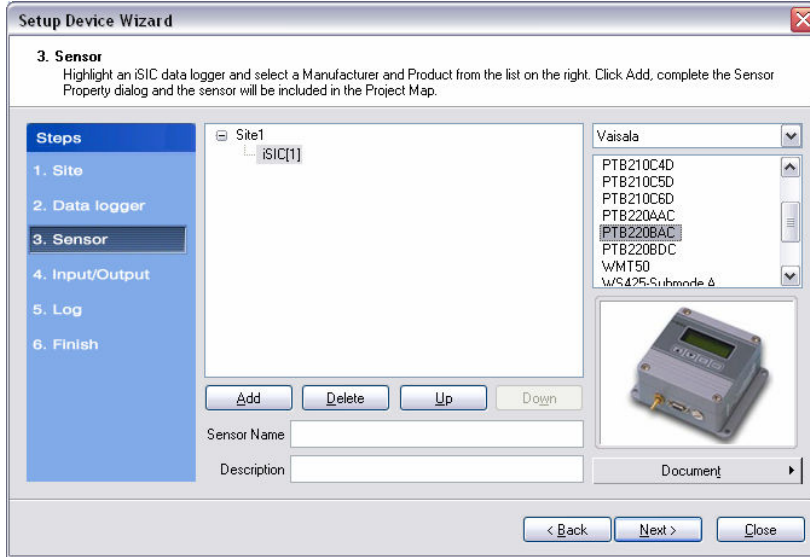 Setup Device Wizard
3. Sensor
Highlight an iSIC data logger and select a Manufacturer and Product from the list on the right. Click Add, complete the Sensor
Property dialog and the sensor will be included in the Project Map.
Steps
1. Site
2. Data logger
3. Sensor
4. Input/Output
5. Log
6. Finish
Site1
iSIC[1]
Add
Delete
Up
Down
Sensor Name
Description
Vaisala
PTB210C4D
PTB210C5D
PTB210C6D
PTB220AAC
PTB220BAC
PTB220BDC
WMT50
WS425-Submode A
Document
< Back
Next >
Close